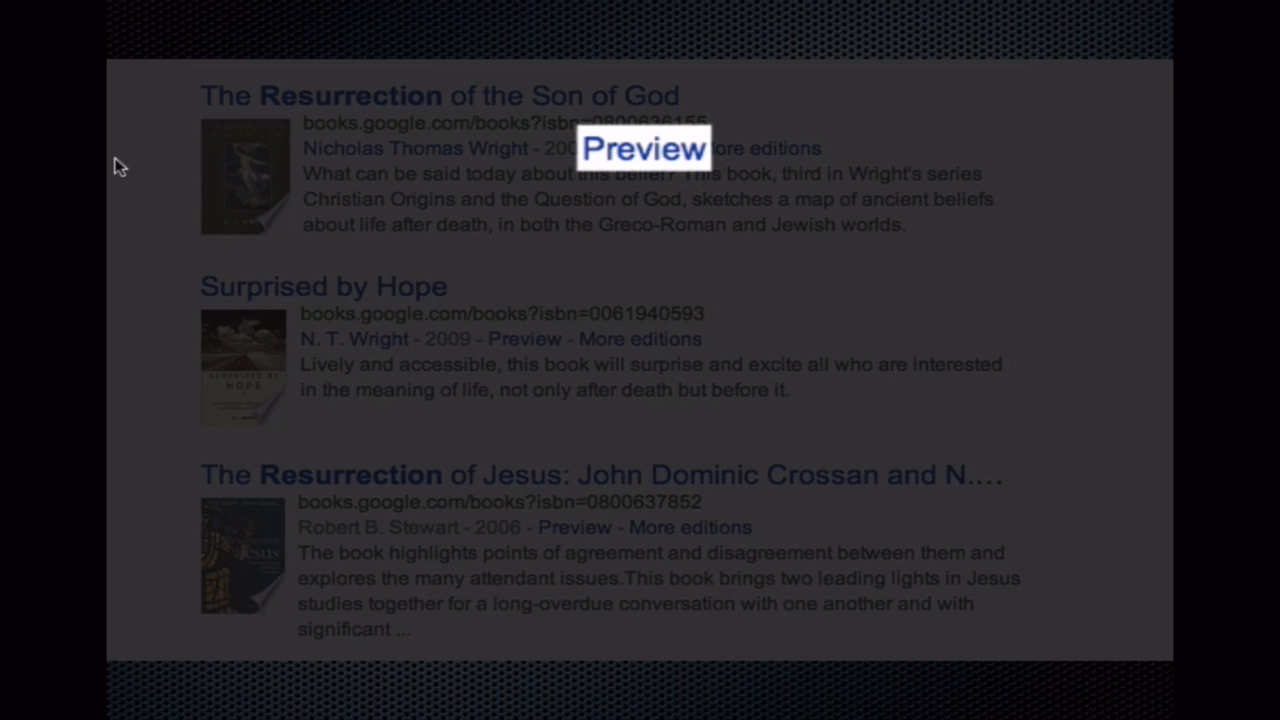 The Resurrection of the Son of God
books.google.com/books?isbn=0800636155
Nicholas Thomas Wright - 200 Preview More editions
What can be said today about this belief? This book, third in Wright's series
Christian Origins and the Question of God, sketches a map of ancient beliefs
about life after death, in both the Greco-Roman and Jewish worlds.
Surprised by Hope
books.google.com/books?isbn=0061940593
N. T. Wright - 2009 - Preview - More editions
Lively and accessible, this book will surprise and excite all who are interested
in the meaning of life, not only after death but before it.
SURPRISED BY
HOPE
The Resurrection of Jesus: John Dominic Crossan and N....
books.google.com/books?isbn=0800637852
Robert B. Stewart - 2006 - Preview - More editions
The book highlights points of agreement and disagreement between them and
explores the many attendant issues.This book brings two leading lights in Jesus
studies together for a long-overdue conversation with one another and with
significant ...
Jesus